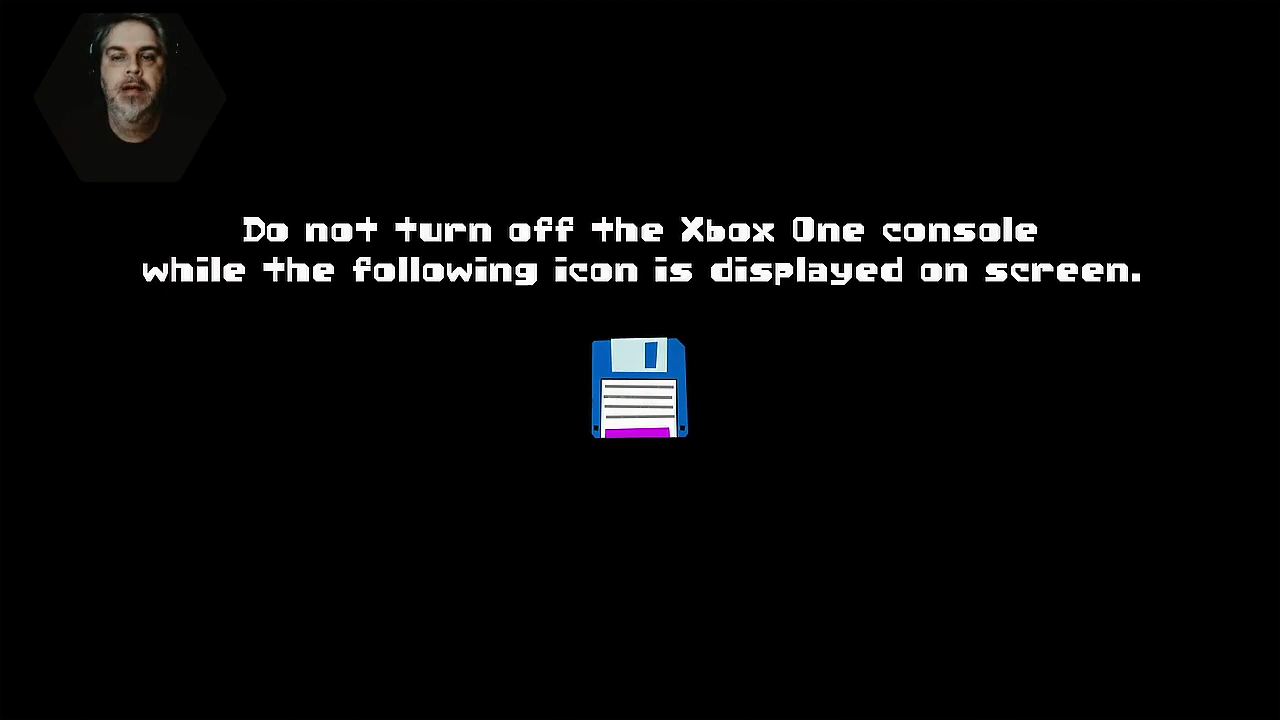 Do not turn off the Xbox One console
while the following icon is displayed on screen.